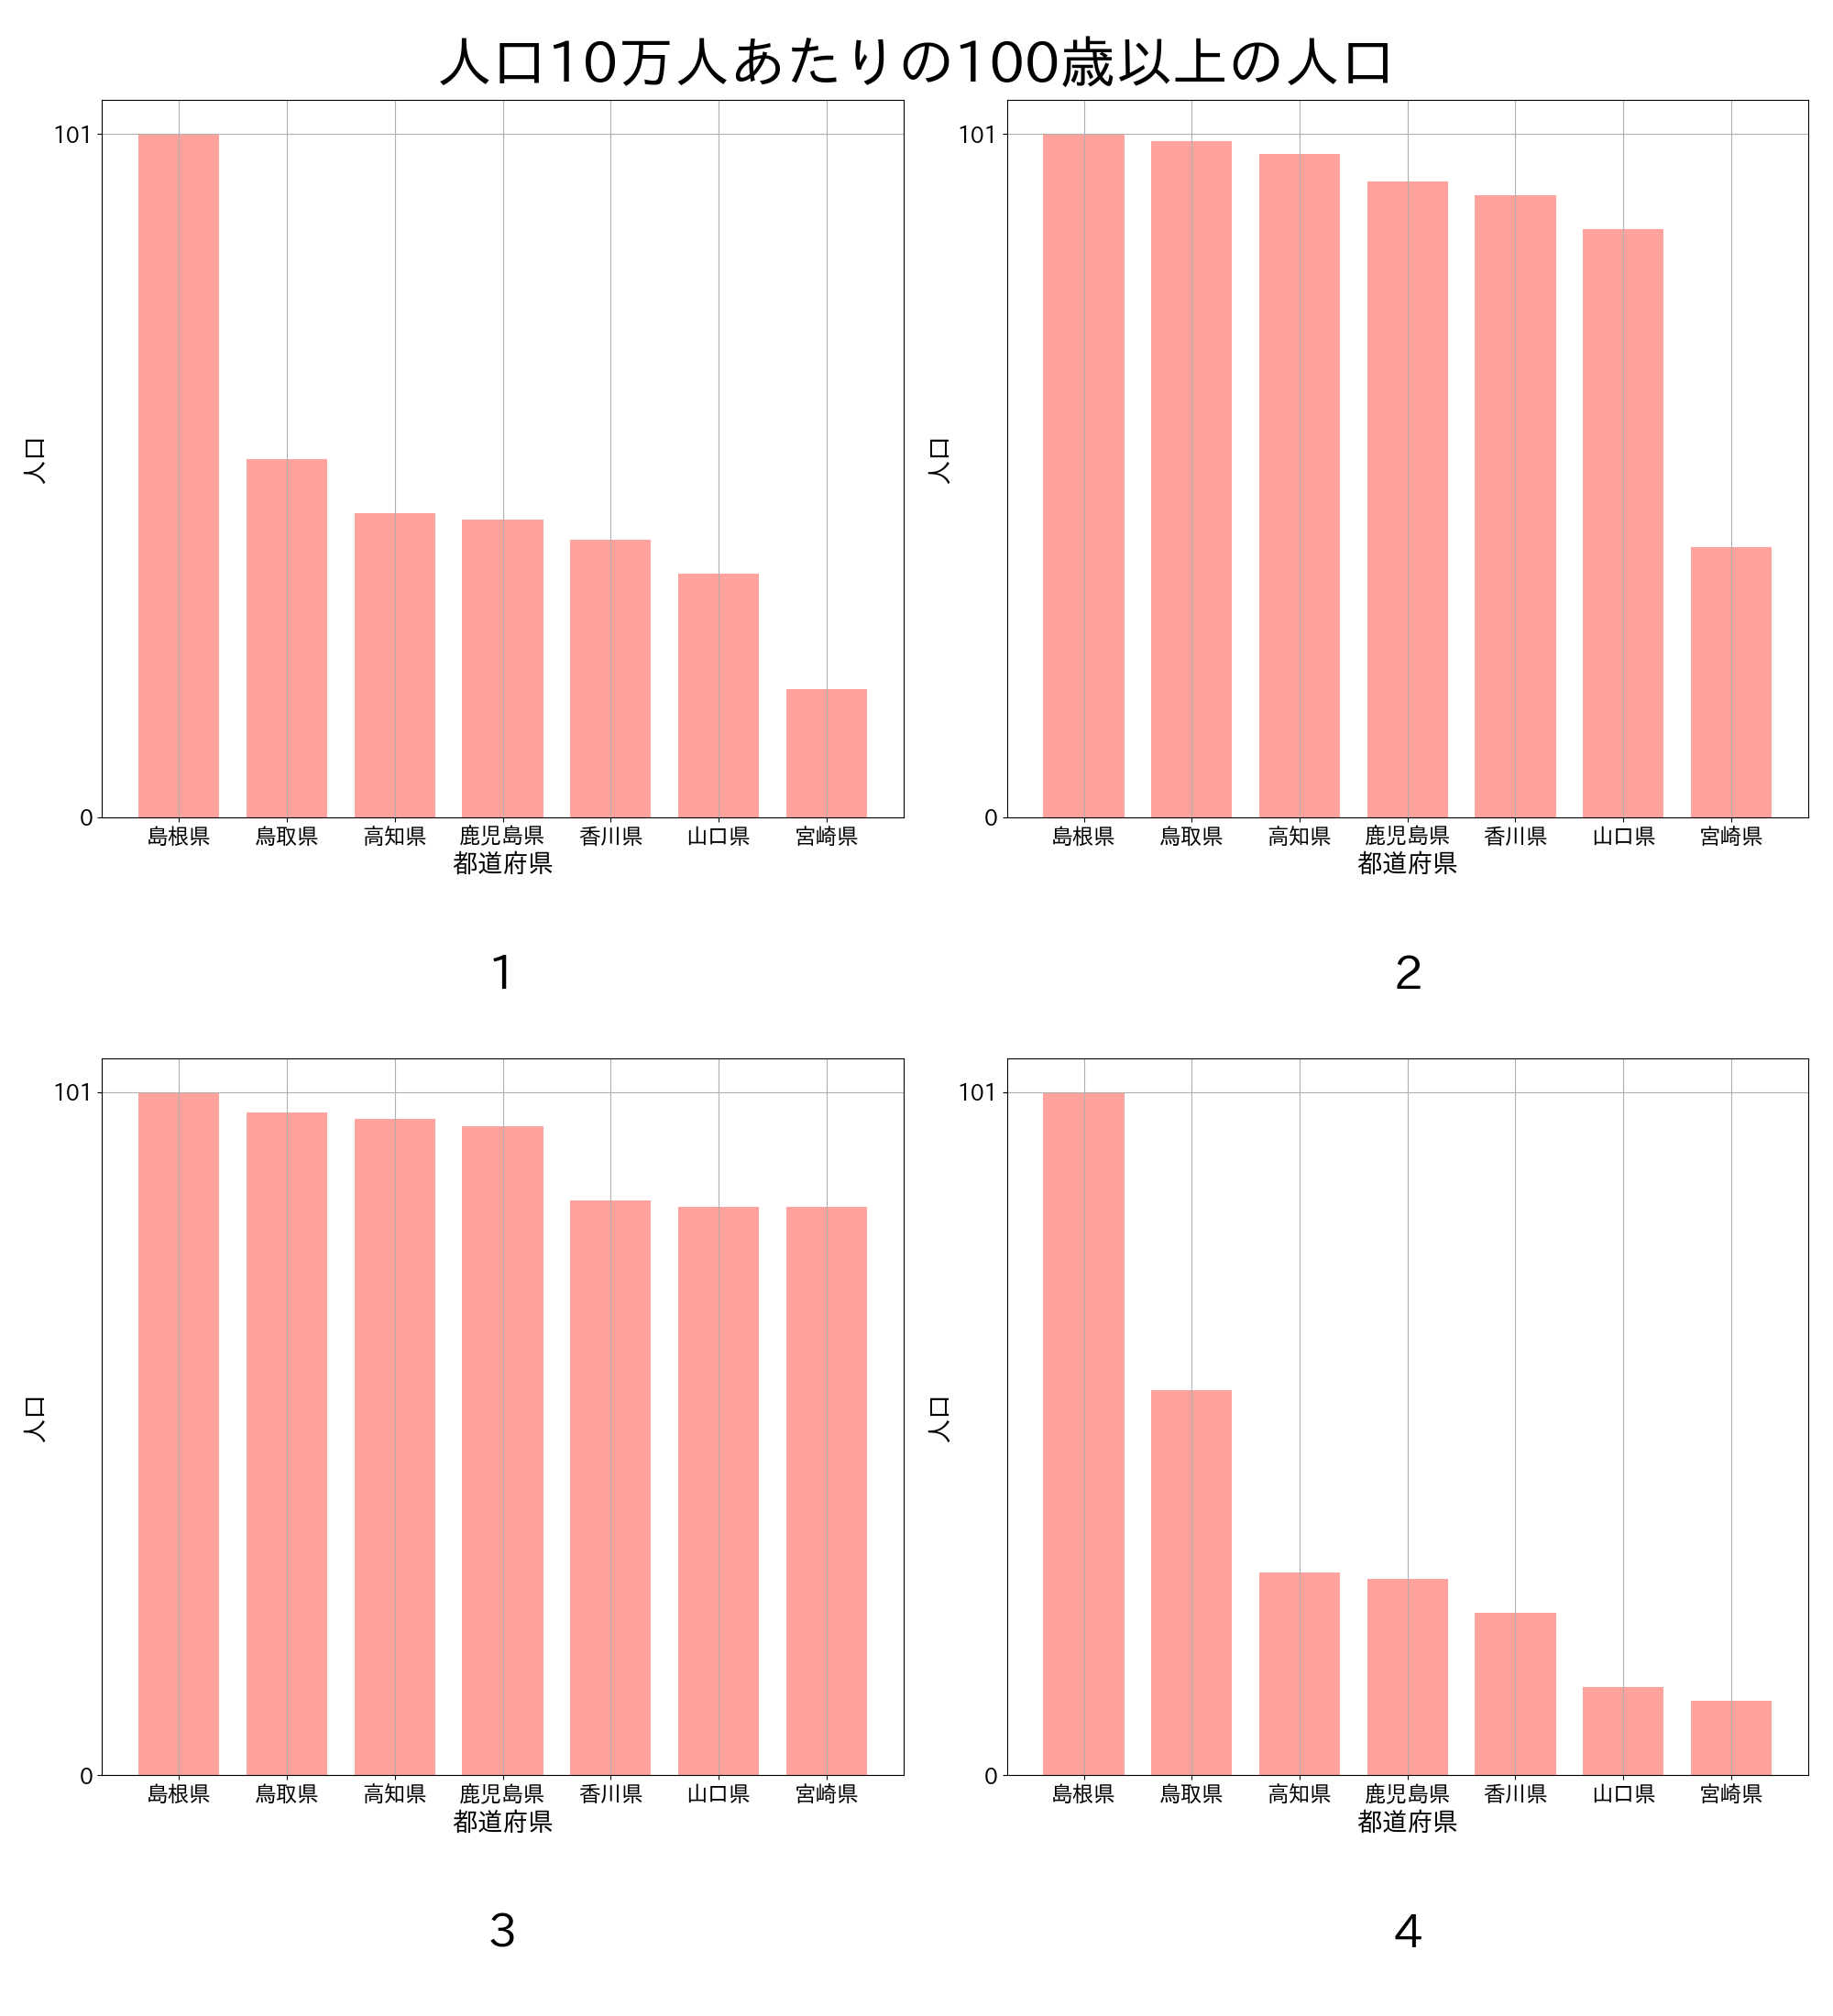 人口10万人あたりの100歳以上の人口
101
0
人口
島根県 鳥取県 高知県 鹿児島県 香川県 山口県 宮崎県
都道府県
1
101
0
人口
島根県 鳥取県 高知県 鹿児島県 香川県 山口県 宮崎県
都道府県
2
101
0
人口
島根県 鳥取県 高知県 鹿児島県 香川県 山口県 宮崎県
都道府県
3
101
0
人口
島根県 鳥取県 高知県 鹿児島県 香川県 山口県 宮崎県
都道府県
4